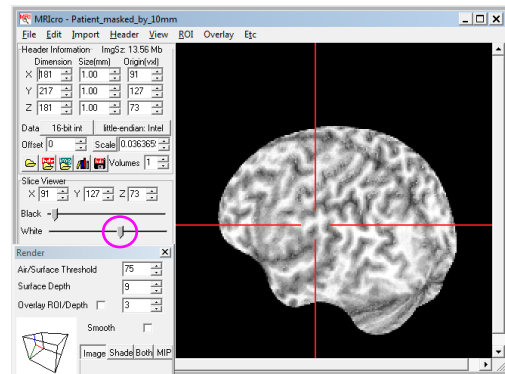 MRIcro - Patient_masked_by_10mm
File Edit Import Header View ROI Overlay Etc
Header Information- ImgSz: 13.56 Mb
Dimension Size(mm) Origin(vxl)
X 181 1.00 91
Y 217 1.00 127
Z 181 1.00 73
Data 16-bit int little-endian: Intel
Offset 0 Scale 0.036365
Volumes 1
Slice Viewer
X 91 Y 127 Z 73
Black
White
Render
Air/Surface Threshold 75
Surface Depth 9
Overlay ROI/Depth 3
Smooth
Image Shade Both MIP